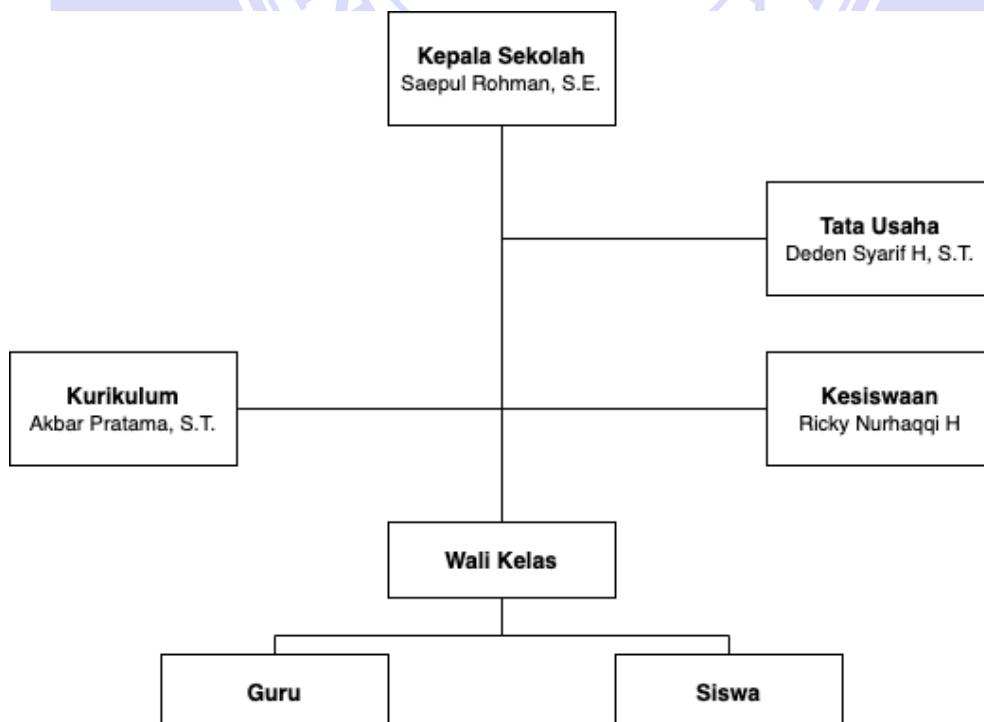 Kepala Sekolah
Saepul Rohman, S.E.
Tata Usaha
Deden Syarif H, S.T.
Kurikulum
Akbar Pratama, S.T.
Kesiswaan
Ricky Nurhaqqi H
Wali Kelas
Guru
Siswa